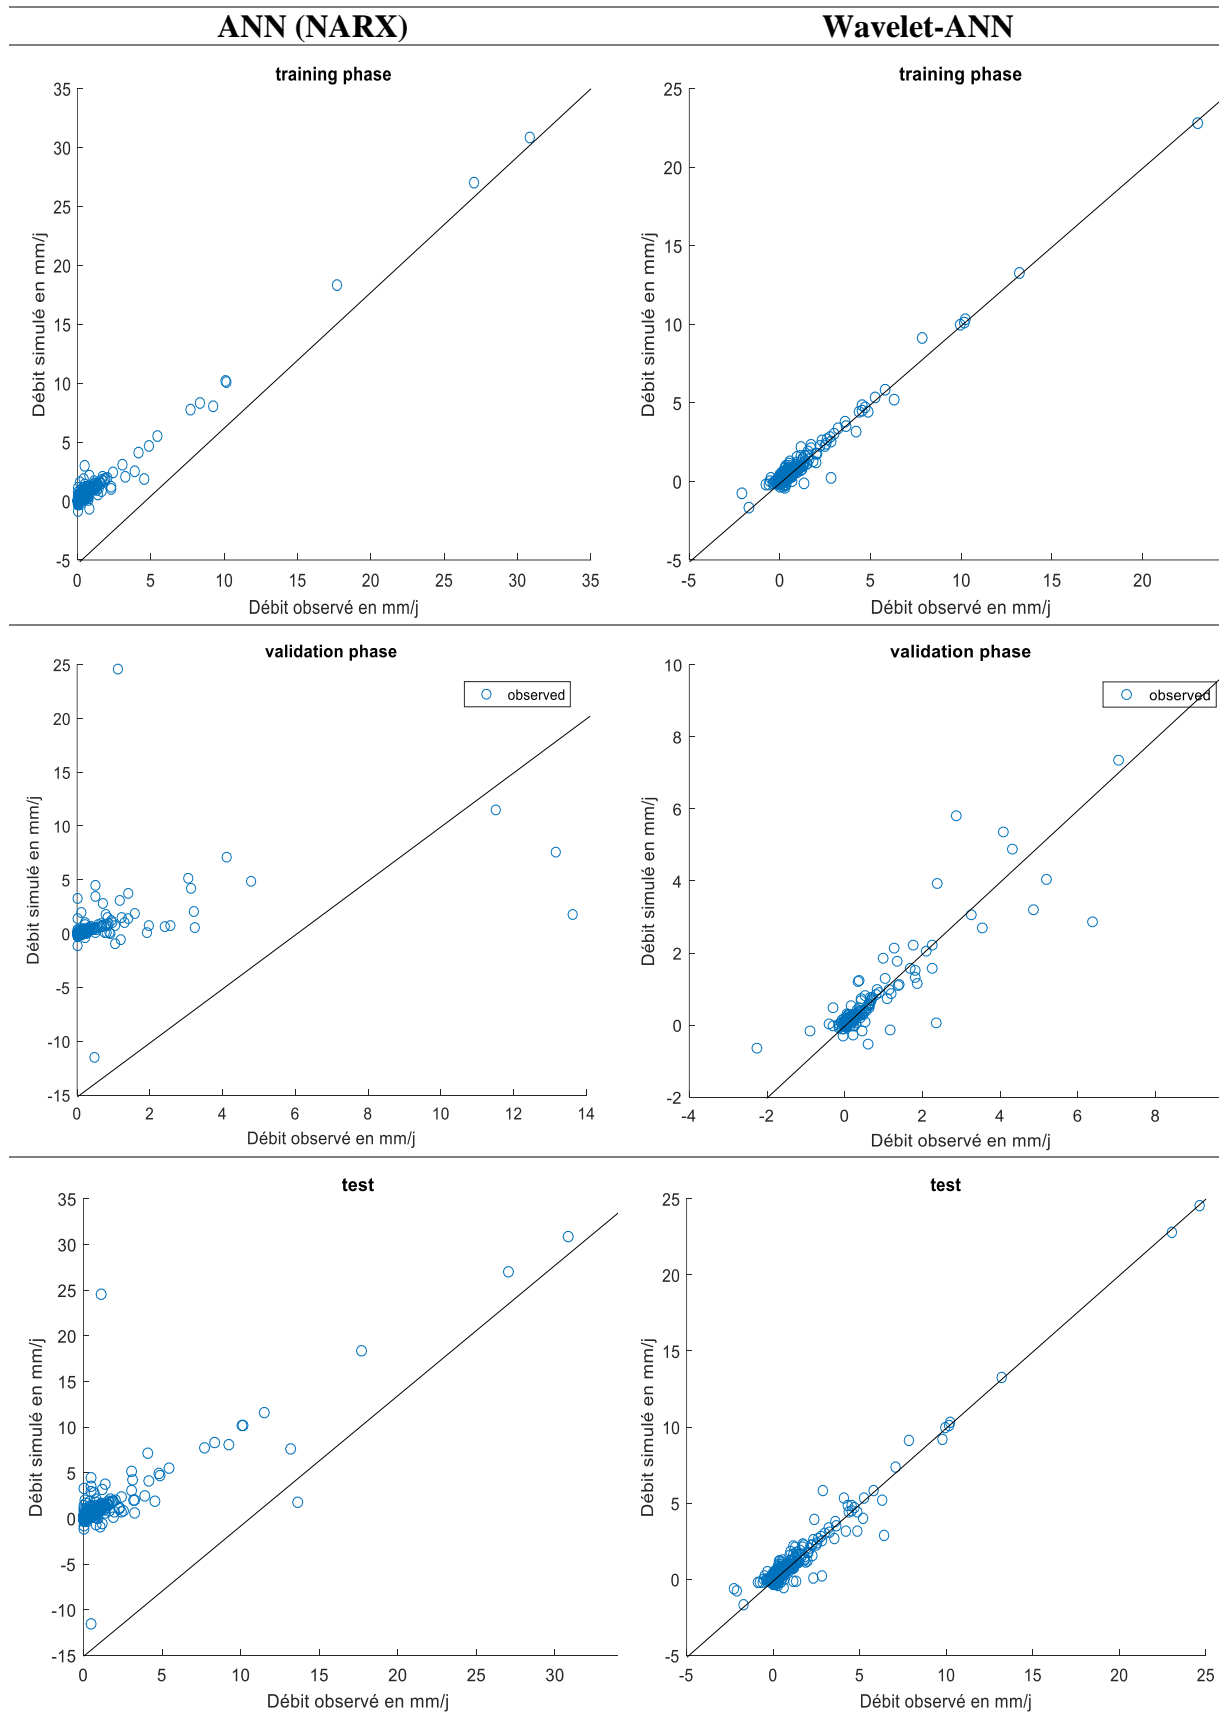 ANN (NARX)
Wavelet-ANN
training phase
35
30
25
20
15
10
5
0
-5
0 5 10 15 20 25 30 35
Débit simulé en mm/j
Débit observé en mm/j
training phase
25
20
15
10
5
0
-5
-5 0 5 10 15 20
Débit simulé en mm/j
Débit observé en mm/j
validation phase
observed
25
20
15
10
5
0
-5
-10
-15
0 2 4 6 8 10 12 14
Débit simulé en mm/j
Débit observé en mm/j
validation phase
observed
10
8
6
4
2
0
-2
-4 -2 0 2 4 6 8
Débit simulé en mm/j
Débit observé en mm/j
test
35
30
25
20
15
10
5
0
-5
-10
-15
0 5 10 15 20 25 30
Débit simulé en mm/j
Débit observé en mm/j
test
25
20
15
10
5
0
-5
-5 0 5 10 15 20 25
Débit simulé en mm/j
Débit observé en mm/j